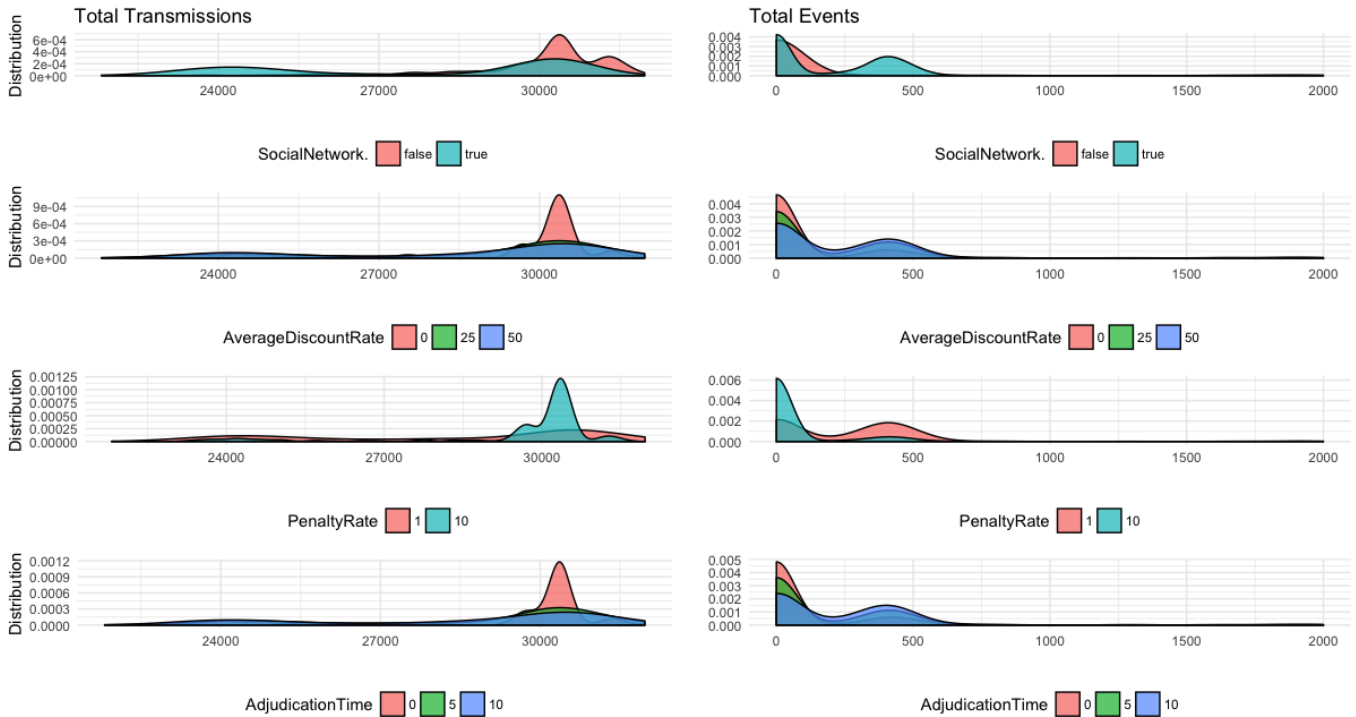 Total Transmissions
Distribution
6e-04
4e-04
2e-04
0e+00
24000 27000 30000
SocialNetwork. false true
Total Events
0.004
0.003
0.002
0.001
0.000
0 500 1000 1500 2000
SocialNetwork. false true
Distribution
9e-04
6e-04
3e-04
0e+00
24000 27000 30000
AverageDiscountRate 0 25 50
0.004
0.003
0.002
0.001
0.000
0 500 1000 1500 2000
AverageDiscountRate 0 25 50
Distribution
0.00125
0.00100
0.00075
0.00050
0.00025
0.00000
24000 27000 30000
PenaltyRate 1 10
0.006
0.004
0.002
0.000
0 500 1000 1500 2000
PenaltyRate 1 10
Distribution
0.0012
0.0009
0.0006
0.0003
0.0000
24000 27000 30000
AdjudicationTime 0 5 10
0.005
0.004
0.003
0.002
0.001
0.000
0 500 1000 1500 2000
AdjudicationTime 0 5 10